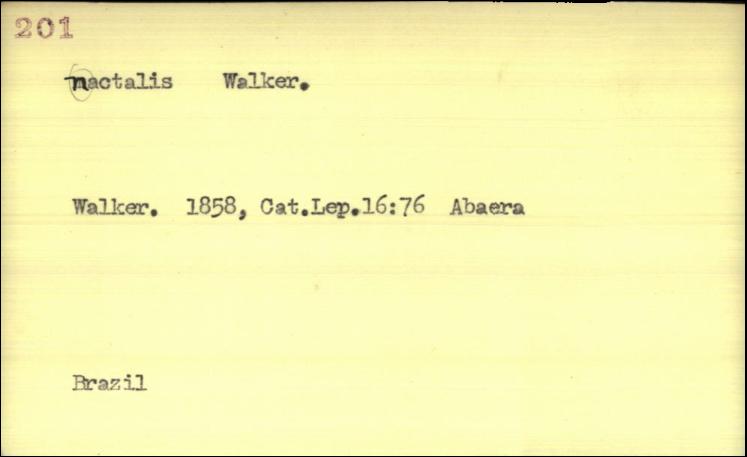 201
nactalis Walker.
Walker. 1858, Cat.Lep.16:76 Abaera
Brazil